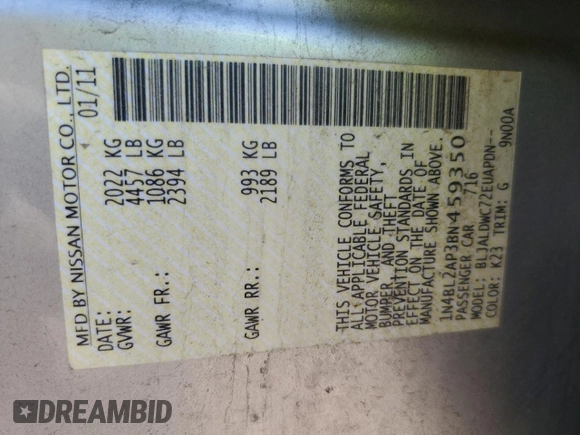 MFD BY NISSAN MOTOR CO., LTD.
DATE: 01/11
GVWR: 2022 KG
4457 LB
GAWR FR.: 1086 KG
2394 LB
GAWR RR.: 993 KG
2189 LB
THIS VEHICLE CONFORMS TO
ALL APPLICABLE FEDERAL
MOTOR VEHICLE SAFETY,
BUMPER, AND THEFT
PREVENTION STANDARDS IN
EFFECT ON THE DATE OF
MANUFACTURE SHOWN ABOVE.
1N4BL2AP3BN459350
PASSENGER CAR 716
MODEL: BLJALDWC72EUAPDN--
COLOR: K23 TRIM: G 9N00A
DREAMBID